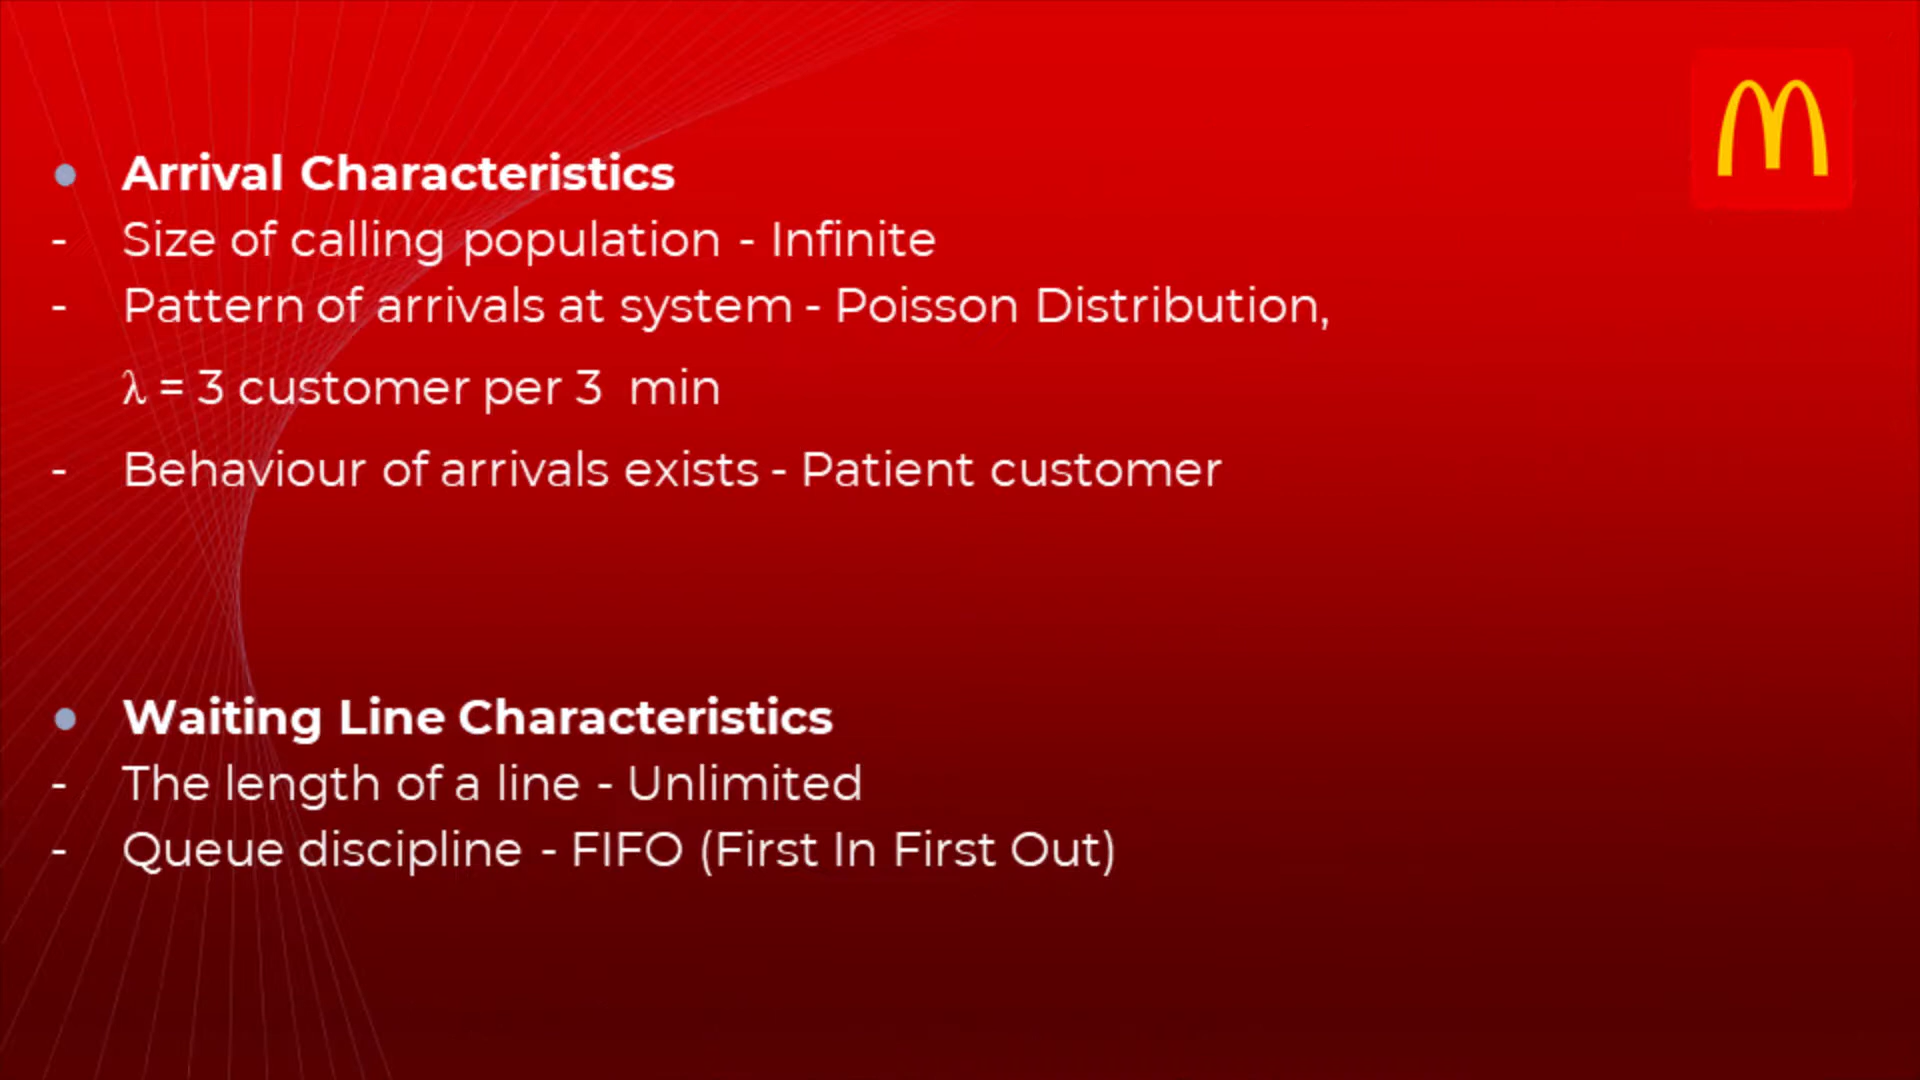 ● Arrival Characteristics
- Size of calling population - Infinite
- Pattern of arrivals at system - Poisson Distribution,
λ = 3 customer per 3 min
- Behaviour of arrivals exists - Patient customer
● Waiting Line Characteristics
- The length of a line - Unlimited
- Queue discipline - FIFO (First In First Out)